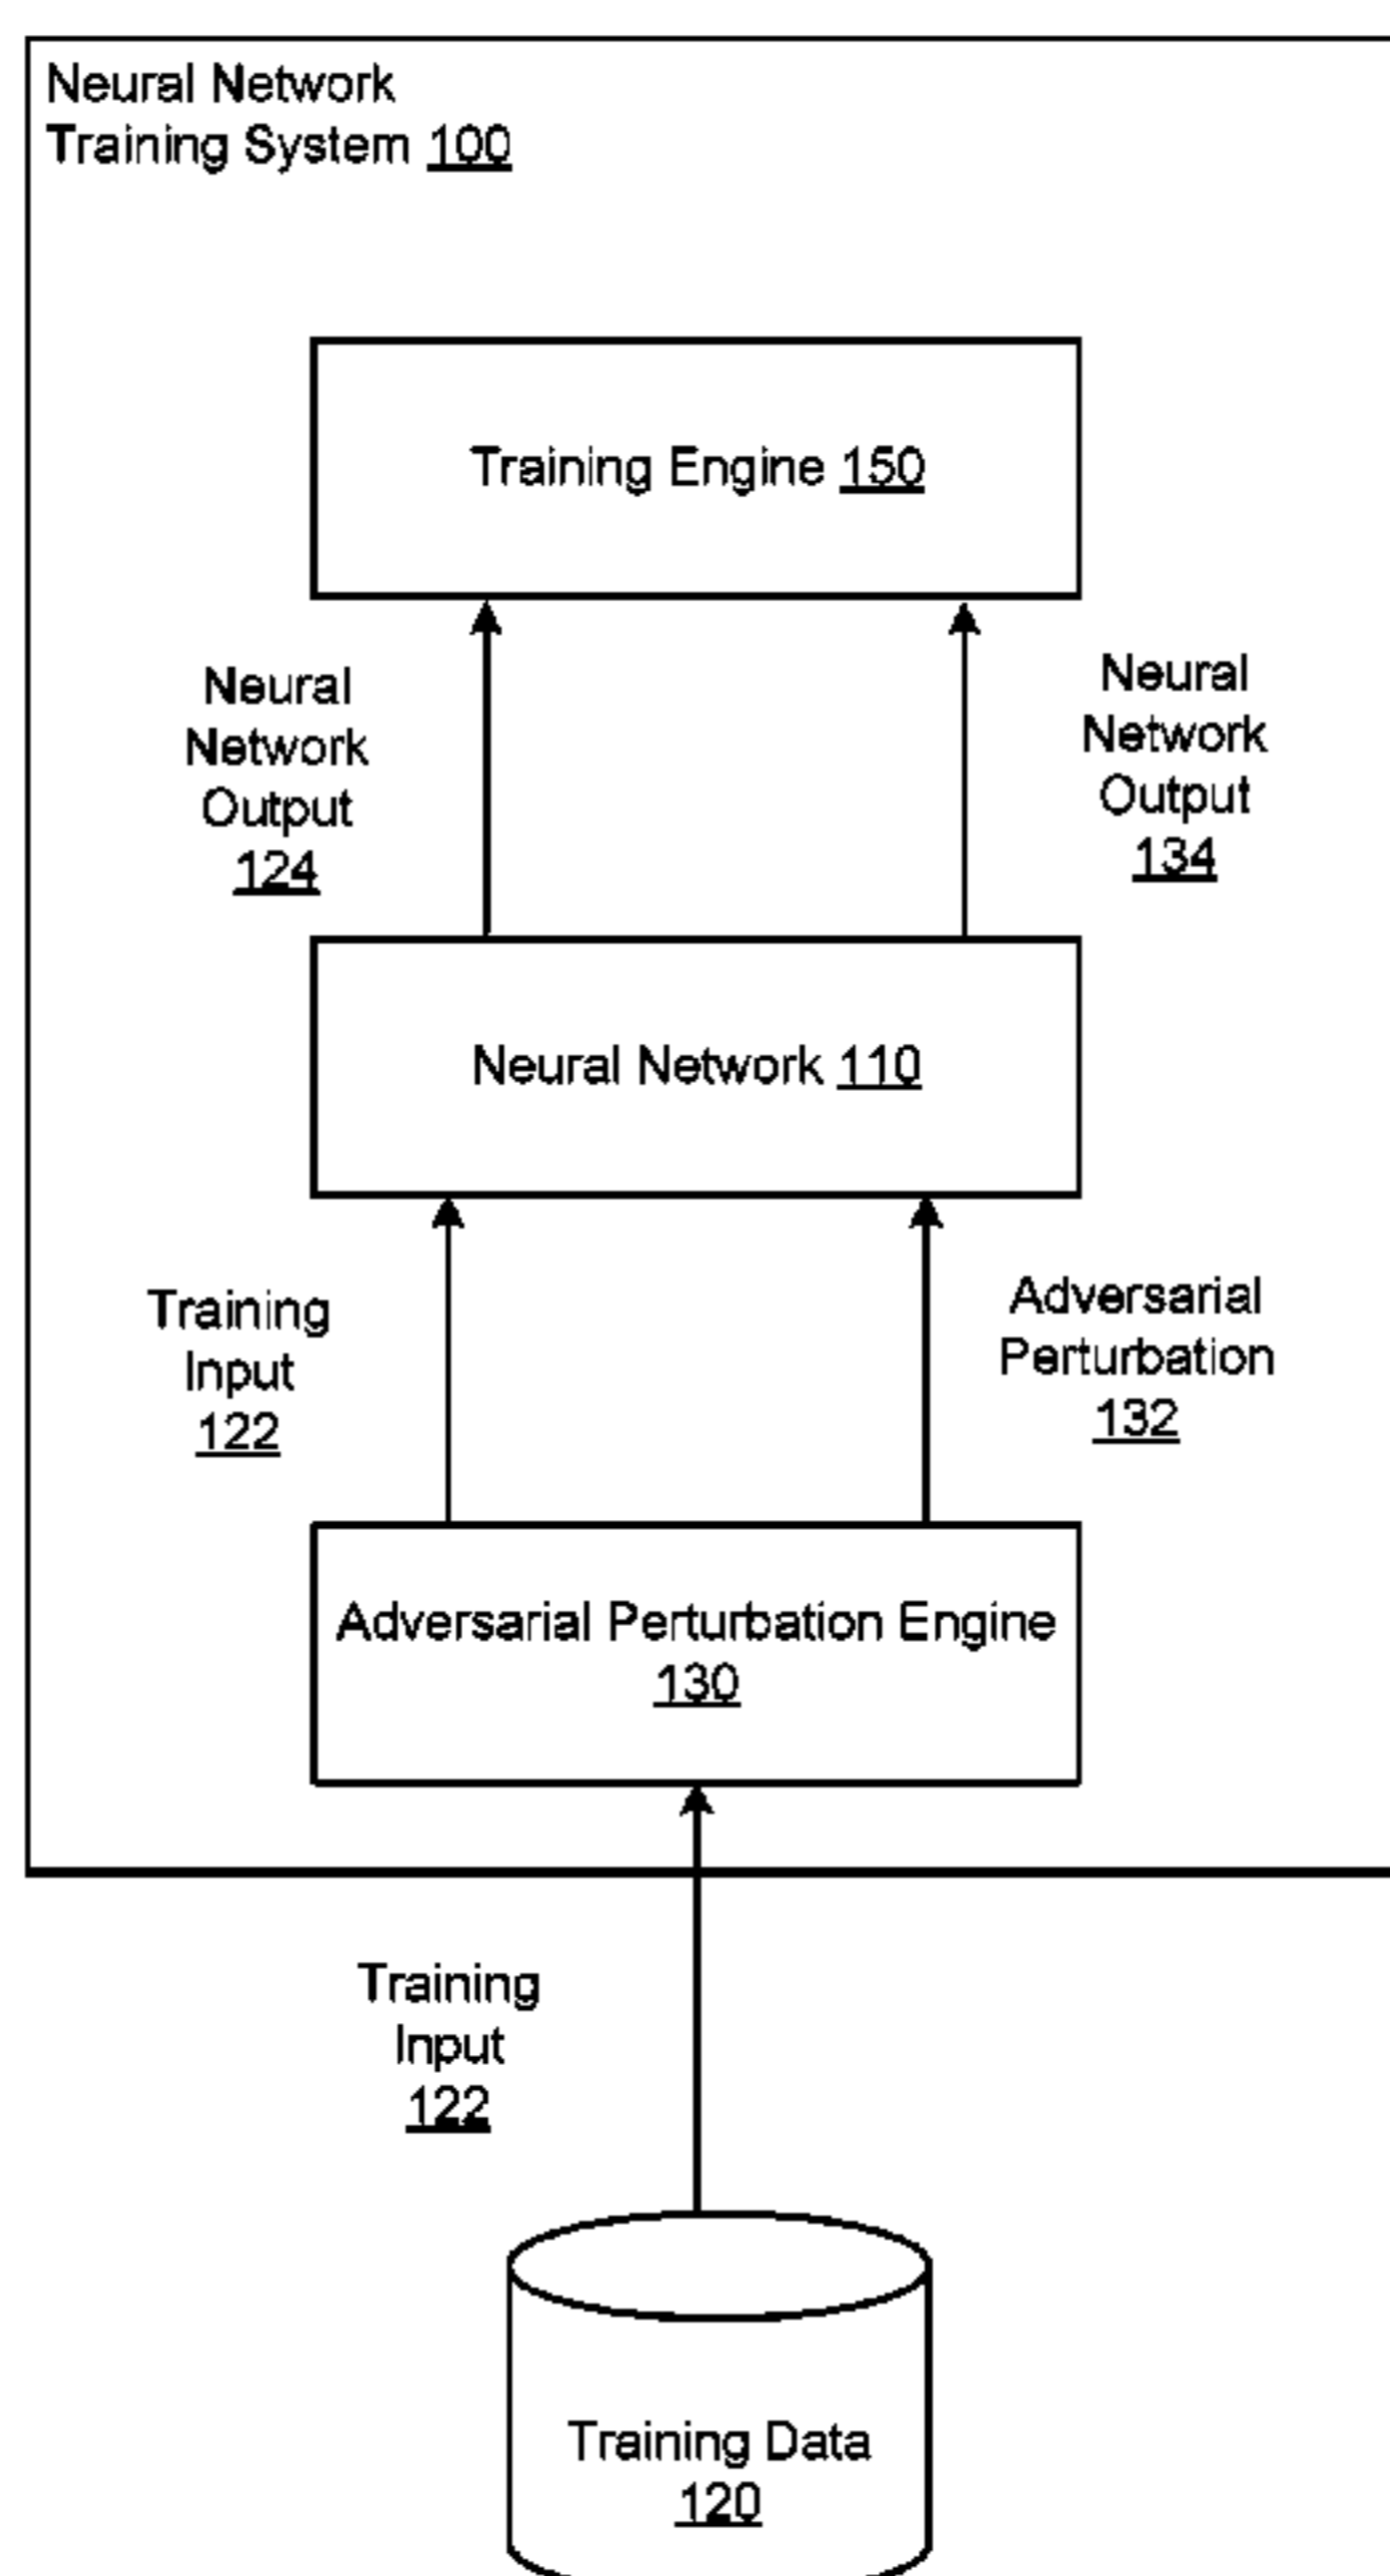 Neural Network
Training System 100
Training Engine 150
Neural
Network
Output
124
Neural
Network
Output
134
Neural Network 110
Training
Input
122
Adversarial
Perturbation
132
Adversarial Perturbation Engine
130
Training
Input
122
Training Data
120